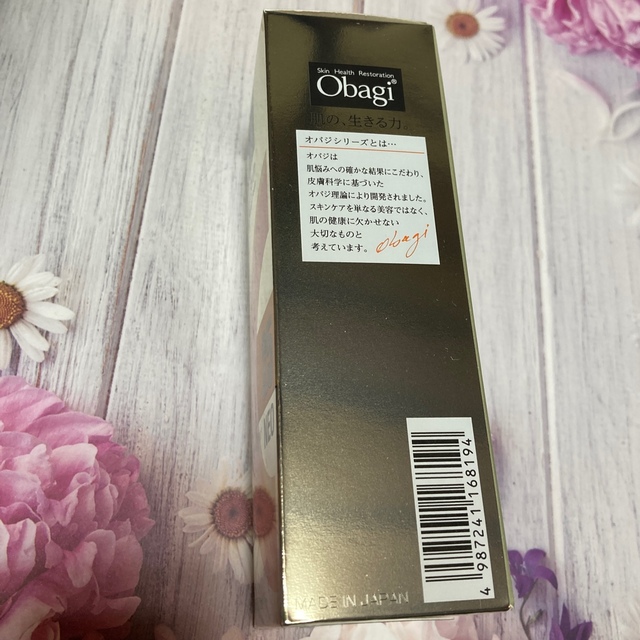 Skin Health Restoration
Obagi®
肌の、生きる力。
オバジシリーズとは…
オバジは
肌悩みへの確かな結果にこだわり、
皮膚科学に基づいた
オバジ理論により開発されました。
スキンケアを単なる美容ではなく、
肌の健康に欠かせない
大切なものと
考えています。
Obagi
4 987241 168194
MADE IN JAPAN